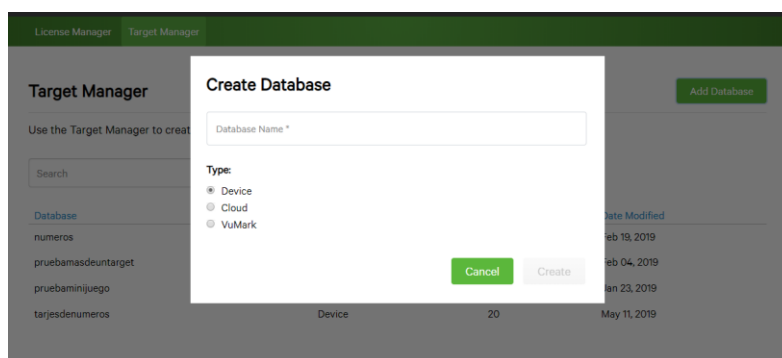 License Manager Target Manager
Target Manager
Add Database
Use the Target Manager to creat
Search
Database
Date Modified
numeros
Feb 19, 2019
pruebamasdeuntarget
Feb 04, 2019
pruebaminijuego
Jan 23, 2019
tarjesdenumeros Device 20 May 11, 2019
Create Database
Database Name *
Type:
Device
Cloud
VuMark
Cancel Create